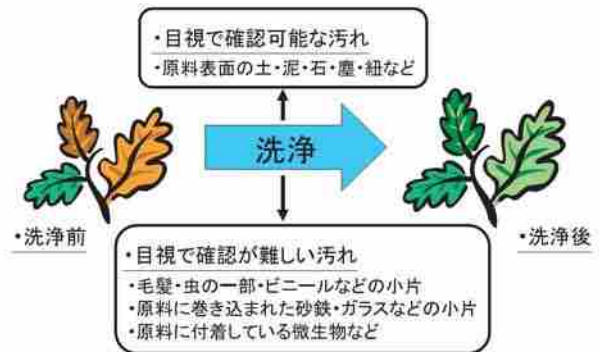 ・目視で確認可能な汚れ
・原料表面の土・泥・石・塵・紐など
洗浄
・洗浄前
・洗浄後
・目視で確認が難しい汚れ
・毛髪・虫の一部・ビニールなどの小片
・原料に巻き込まれた砂鉄・ガラスなどの小片
・原料に付着している微生物など